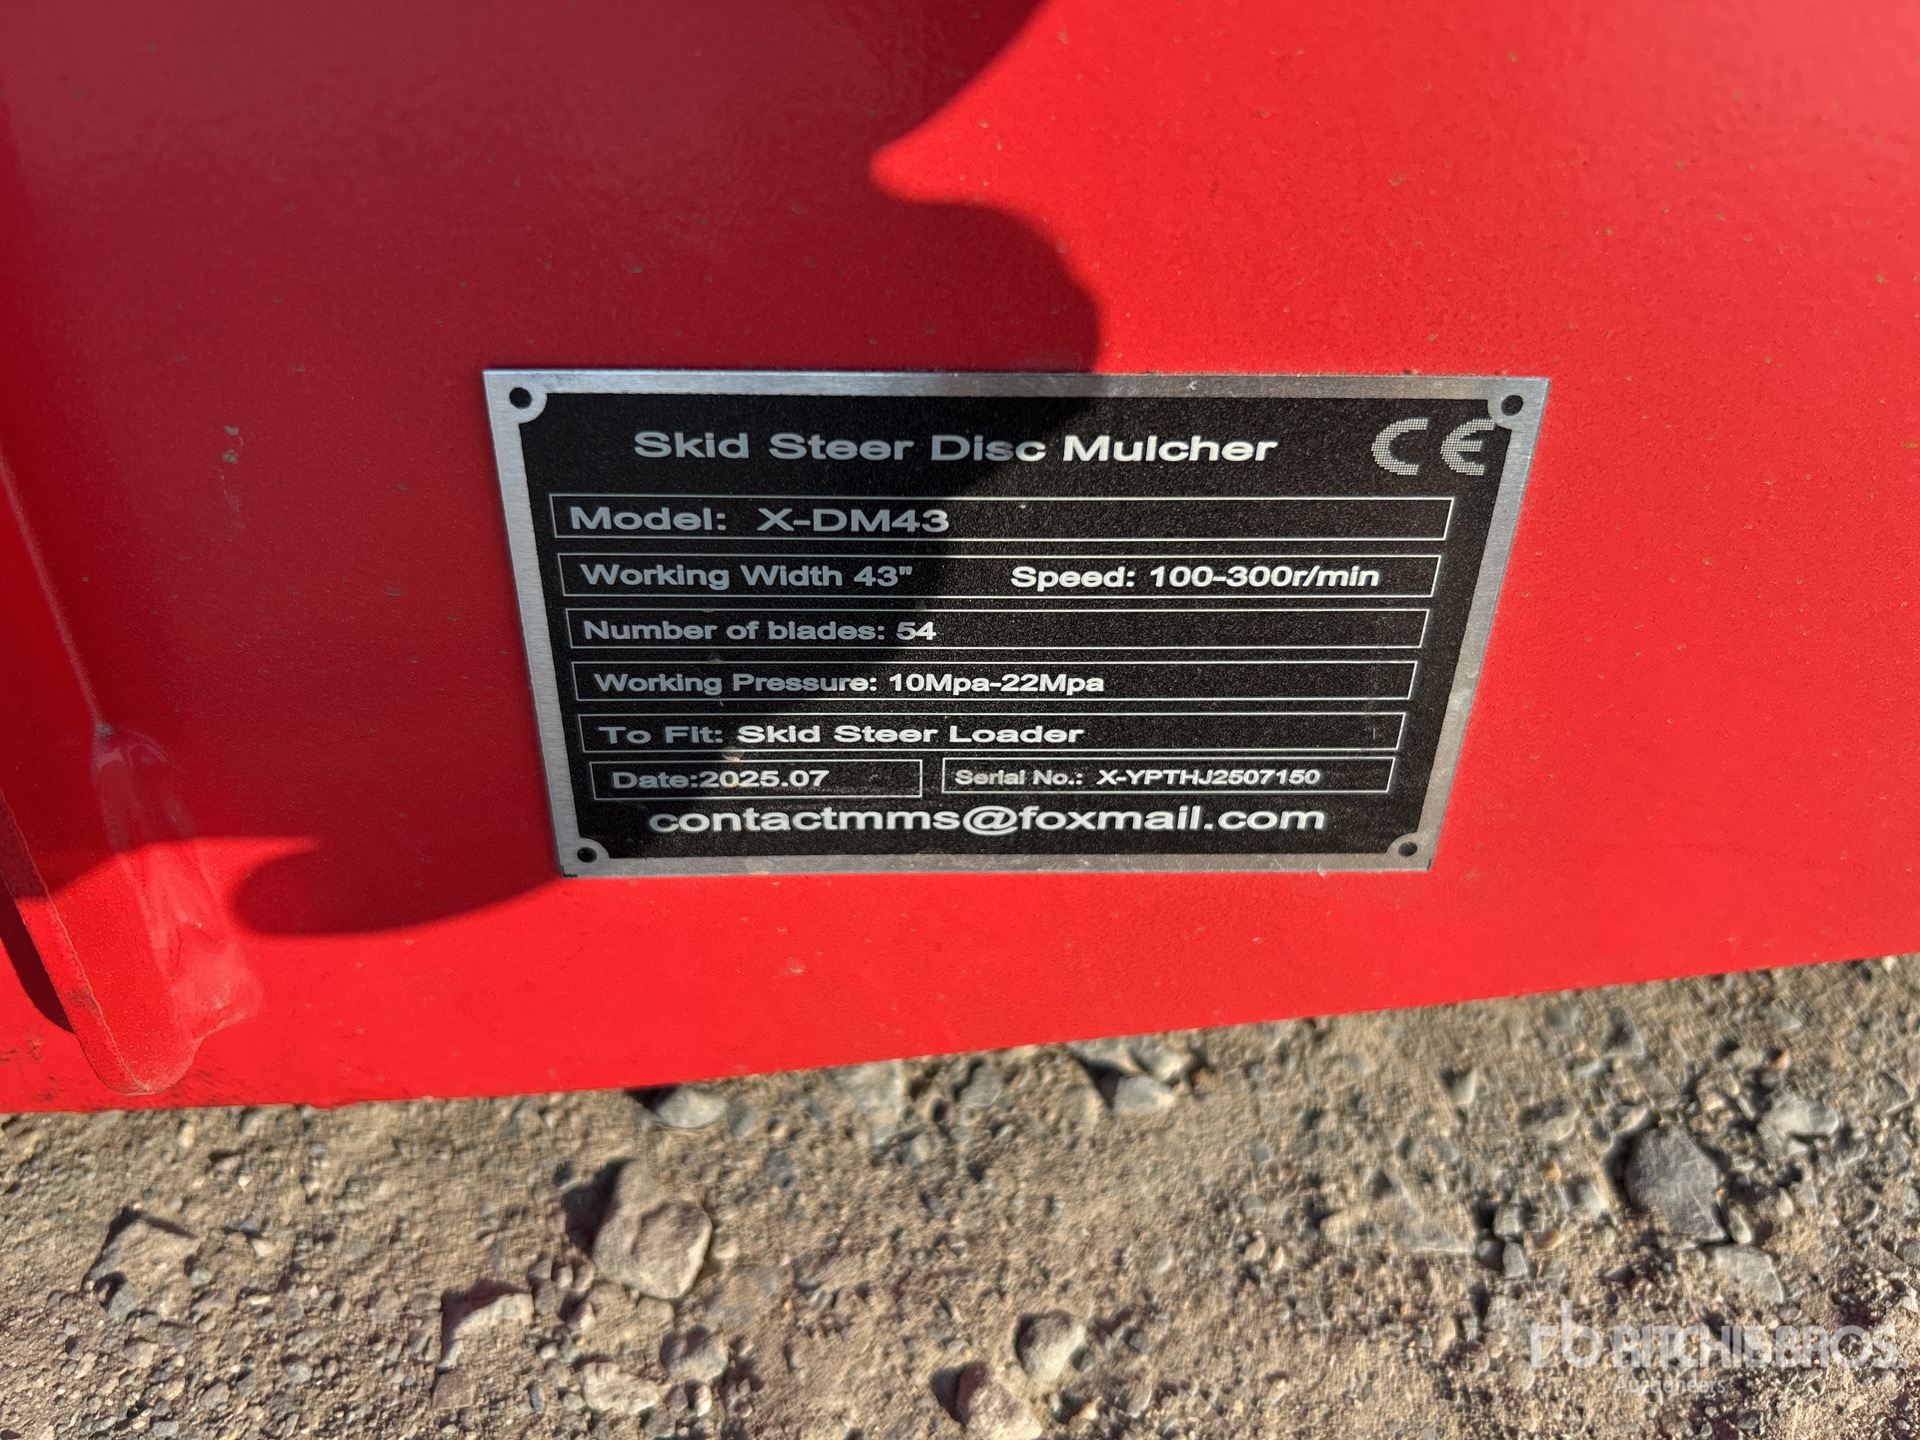 Skid Steer Disc Mulcher CE
Model: X-DM43
Working Width 43" Speed: 100-300r/min
Number of blades: 54
Working Pressure: 10Mpa-22Mpa
To Fit: Skid Steer Loader
Date:2025.07 Serial No.: X-YPTHJ2507150
contactmms@foxmail.com
rb RITCHIE BROS
Auctioneers